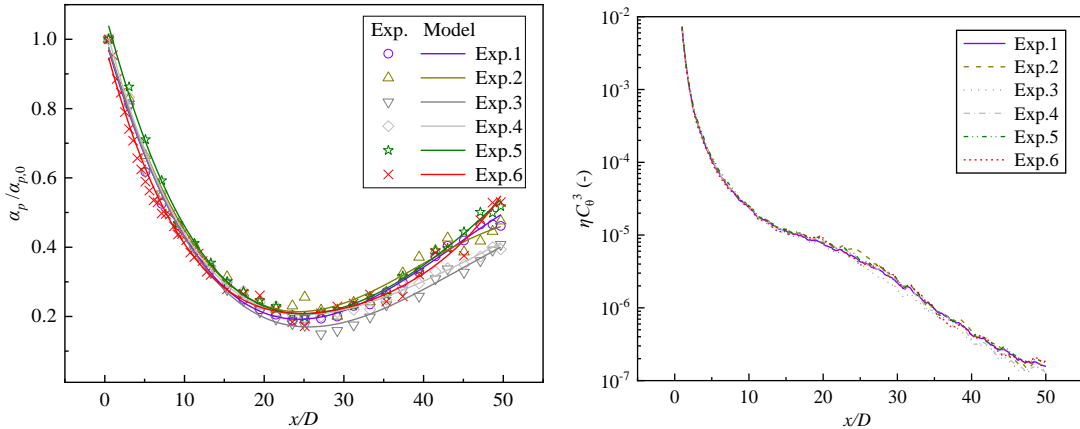 α_p/α_{p,0}
1.0
0.8
0.6
0.4
0.2
0 10 20 30 40 50
x/D
Exp. Model
Exp.1
Exp.2
Exp.3
Exp.4
Exp.5
Exp.6
ηC_θ^3 (-)
10^-2
10^-3
10^-4
10^-5
10^-6
10^-7
0 10 20 30 40 50
x/D
Exp.1
Exp.2
Exp.3
Exp.4
Exp.5
Exp.6